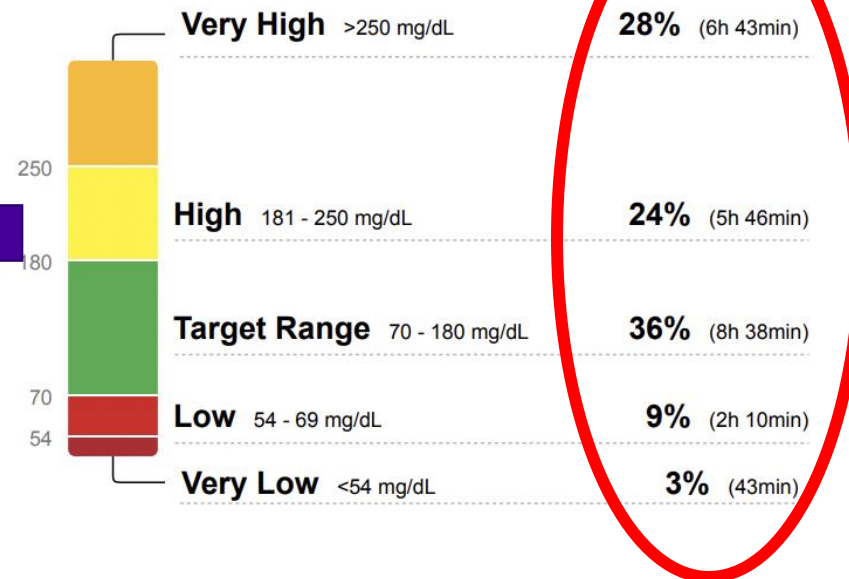 Very High >250 mg/dL 28% (6h 43min)
250
High 181 - 250 mg/dL 24% (5h 46min)
180
Target Range 70 - 180 mg/dL 36% (8h 38min)
70
Low 54 - 69 mg/dL 9% (2h 10min)
54
Very Low <54 mg/dL 3% (43min)